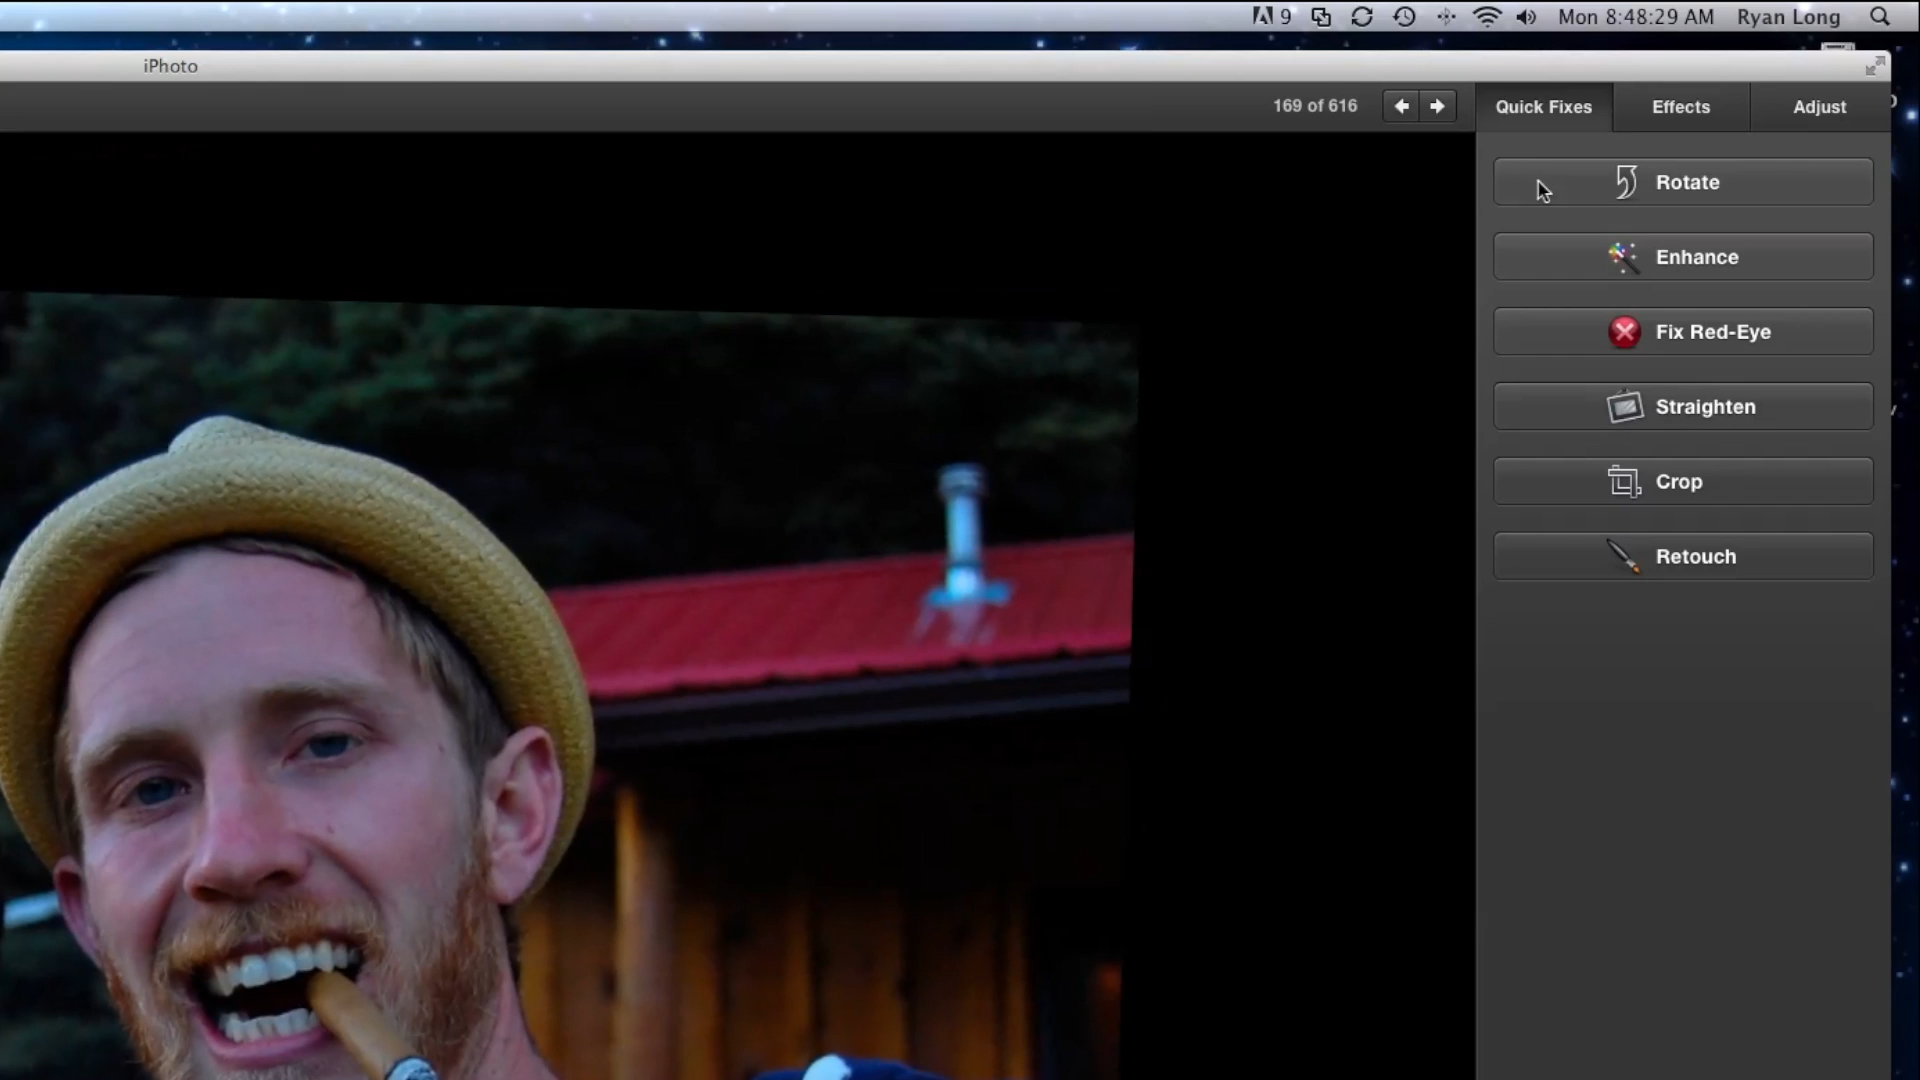 9 Mon 8:48:29 AM Ryan Long
iPhoto
169 of 616
Quick Fixes Effects Adjust
Rotate
Enhance
Fix Red-Eye
Straighten
Crop
Retouch